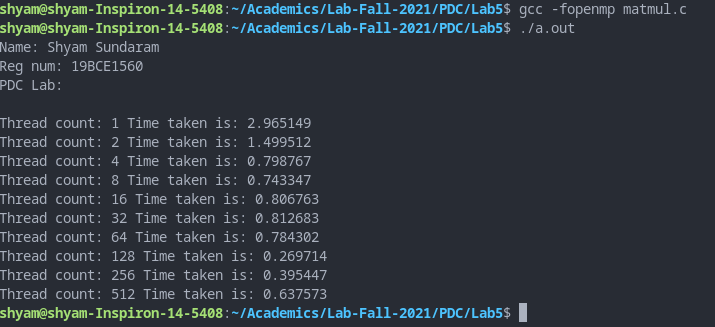 shyam@shyam-Inspiron-14-5408:~/Academics/Lab-Fall-2021/PDC/Lab5$ gcc -fopenmp matmul.c
shyam@shyam-Inspiron-14-5408:~/Academics/Lab-Fall-2021/PDC/Lab5$ ./a.out
Name: Shyam Sundaram
Reg num: 19BCE1560
PDC Lab:
Thread count: 1 Time taken is: 2.965149
Thread count: 2 Time taken is: 1.499512
Thread count: 4 Time taken is: 0.798767
Thread count: 8 Time taken is: 0.743347
Thread count: 16 Time taken is: 0.806763
Thread count: 32 Time taken is: 0.812683
Thread count: 64 Time taken is: 0.784302
Thread count: 128 Time taken is: 0.269714
Thread count: 256 Time taken is: 0.395447
Thread count: 512 Time taken is: 0.637573
shyam@shyam-Inspiron-14-5408:~/Academics/Lab-Fall-2021/PDC/Lab5$